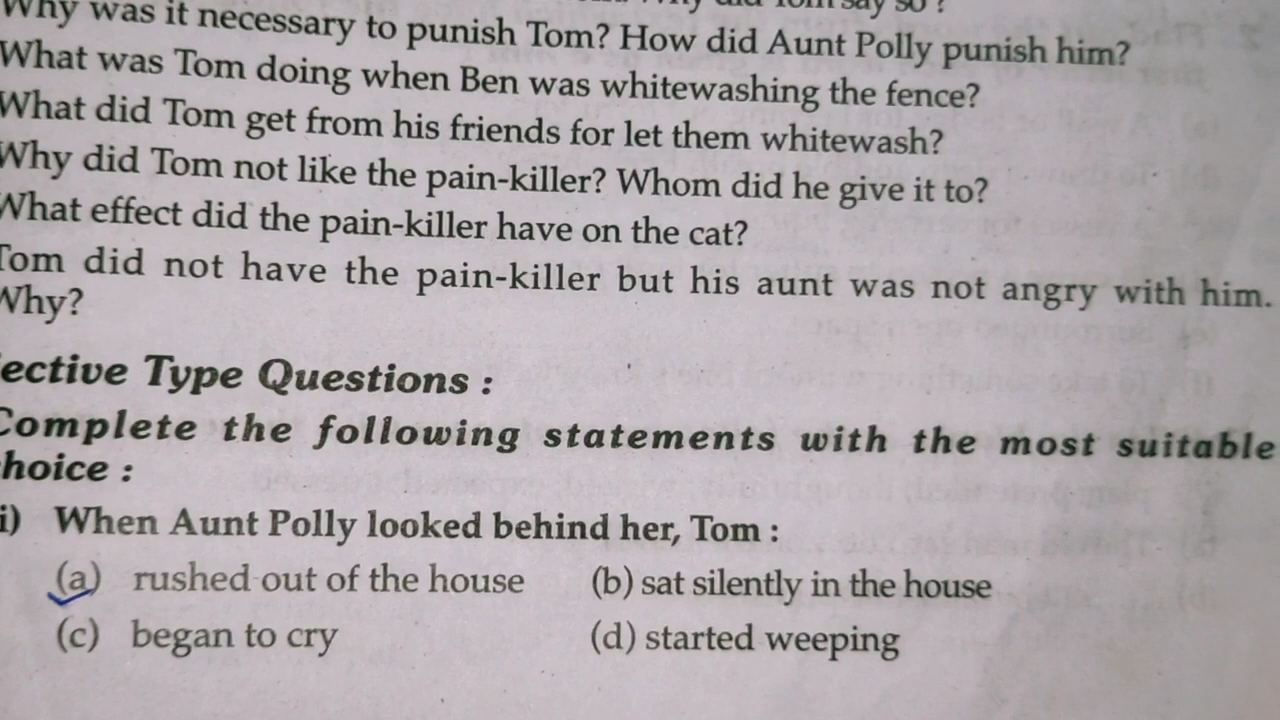 Why did Tom say so?
Why was it necessary to punish Tom? How did Aunt Polly punish him?
What was Tom doing when Ben was whitewashing the fence?
What did Tom get from his friends for let them whitewash?
Why did Tom not like the pain-killer? Whom did he give it to?
What effect did the pain-killer have on the cat?
Tom did not have the pain-killer but his aunt was not angry with him.
Why?
ective Type Questions :
Complete the following statements with the most suitable
hoice :
i) When Aunt Polly looked behind her, Tom :
(a) rushed out of the house (b) sat silently in the house
(c) began to cry (d) started weeping